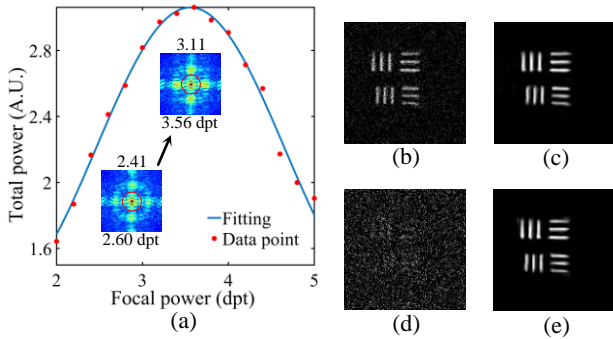 Total power (A.U.)
2.8
2.4
2
1.6
3.11
3.56 dpt
2.41
2.60 dpt
Fitting
Data point
2
3
4
5
Focal power (dpt)
(a)
(b)
(c)
(d)
(e)